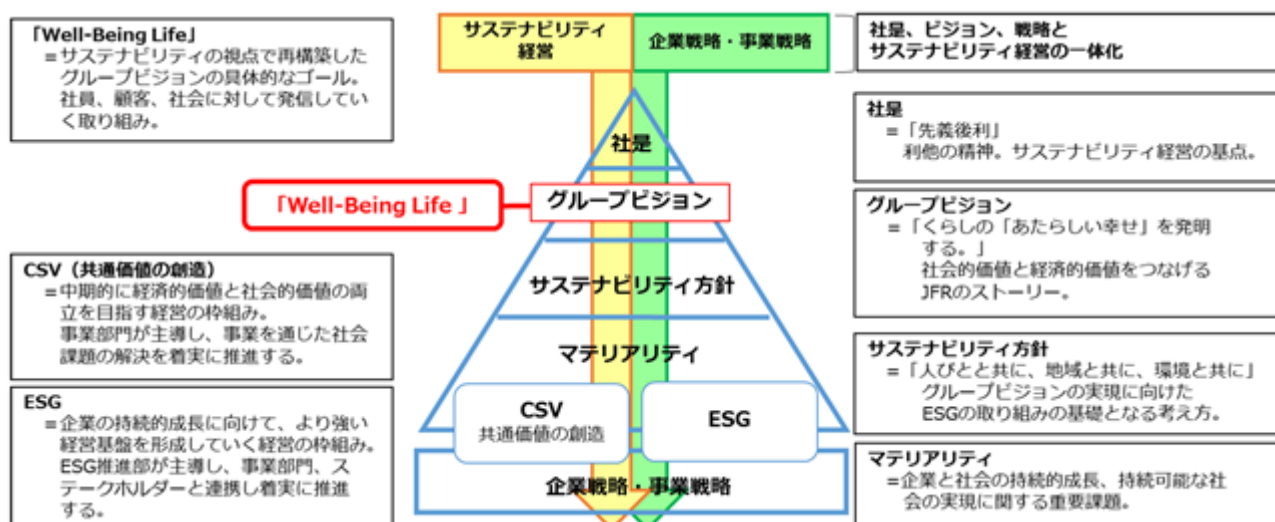 「Well-Being Life」
＝サステナビリティの視点で再構築した
グループビジョンの具体的なゴール。
社員、顧客、社会に対して発信してい
く取り組み。
CSV（共通価値の創造）
＝中期的に経済的価値と社会的価値の両
立を目指す経営の枠組み。
事業部門が主導し、事業を通じた社会
課題の解決を着実に推進する。
ESG
＝企業の持続的成長に向けて、より強い
経営基盤を形成していく経営の枠組み。
ESG推進部が主導し、事業部門、ス
テークホルダーと連携し着実に推進
する。
サステナビリティ
経営
企業戦略・事業戦略
社是
「Well-Being Life 」
グループビジョン
サステナビリティ方針
マテリアリティ
CSV
共通価値の創造
ESG
企業戦略・事業戦略
社是、ビジョン、戦略と
サステナビリティ経営の一体化
社是
＝「先義後利」
利他の精神。サステナビリティ経営の基点。
グループビジョン
＝「くらしの「あたらしい幸せ」を発明
する。」
社会的価値と経済的価値をつなげる
JFRのストーリー。
サステナビリティ方針
＝「人びとと共に、地域と共に、環境と共に」
グループビジョンの実現に向けた
ESGの取り組みの基礎となる考え方。
マテリアリティ
＝企業と社会の持続的成長、持続可能な社
会の実現に関する重要課題。